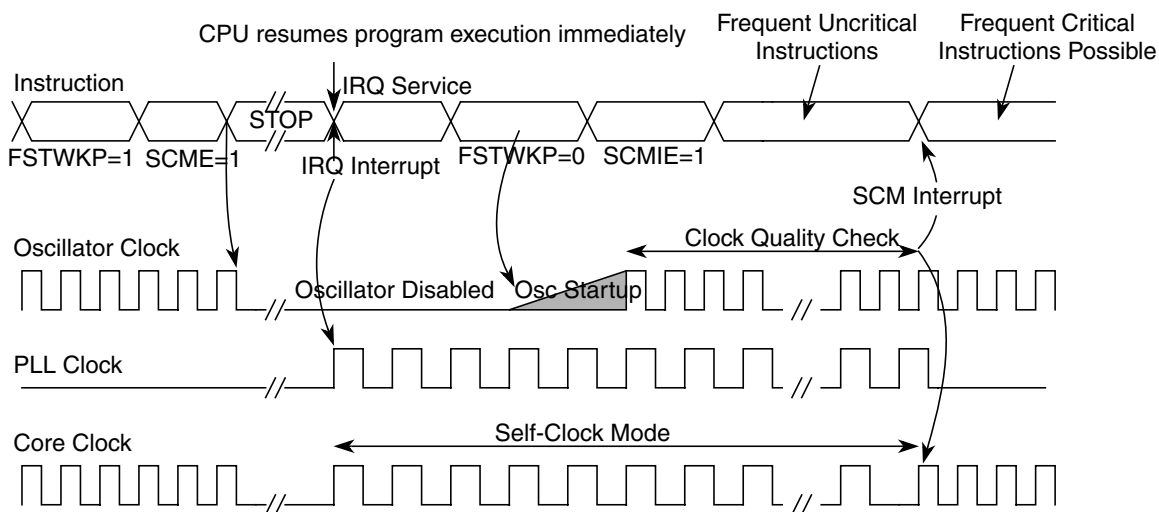 CPU resumes program execution immediately
Frequent Uncritical
Instructions
Frequent Critical
Instructions Possible
Instruction
IRQ Service
STOP
FSTWKP=1
SCME=1
IRQ Interrupt
FSTWKP=0
SCMIE=1
SCM Interrupt
Oscillator Clock
Clock Quality Check
Oscillator Disabled
Osc Startup
PLL Clock
Core Clock
Self-Clock Mode